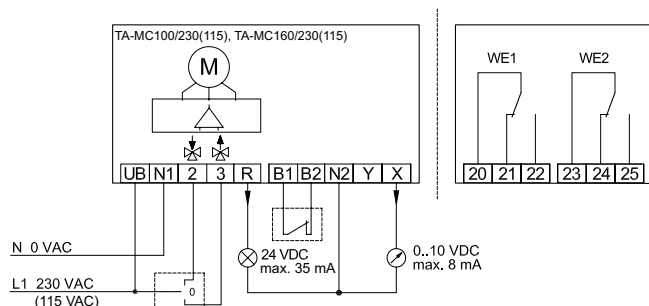 TA-MC100/230(115), TA-MC160/230(115)
M
WE1 WE2
UB N1 2 3 R B1 B2 N2 Y X
20 21 22 23 24 25
N 0 VAC
24 VDC
max. 35 mA
0..10 VDC
max. 8 mA
L1 230 VAC
(115 VAC)
0